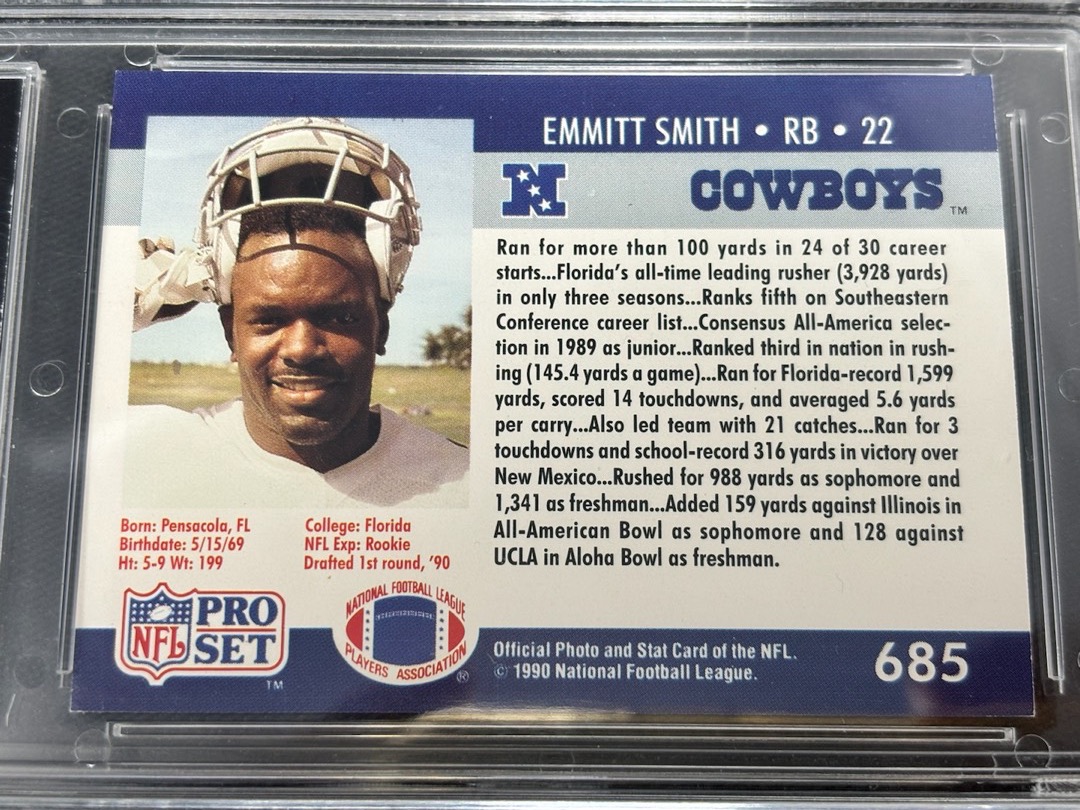 EMMITT SMITH • RB • 22
N
COWBOYS™
Ran for more than 100 yards in 24 of 30 career
starts...Florida's all-time leading rusher (3,928 yards)
in only three seasons...Ranks fifth on Southeastern
Conference career list...Consensus All-America selec-
tion in 1989 as junior...Ranked third in nation in rush-
ing (145.4 yards a game)...Ran for Florida-record 1,599
yards, scored 14 touchdowns, and averaged 5.6 yards
per carry...Also led team with 21 catches...Ran for 3
touchdowns and school-record 316 yards in victory over
New Mexico...Rushed for 988 yards as sophomore and
1,341 as freshman...Added 159 yards against Illinois in
All-American Bowl as sophomore and 128 against
UCLA in Aloha Bowl as freshman.
Born: Pensacola, FL
Birthdate: 5/15/69
Ht: 5-9 Wt: 199
College: Florida
NFL Exp: Rookie
Drafted 1st round, '90
NFL
PRO
SET
™
NATIONAL FOOTBALL LEAGUE
PLAYERS ASSOCIATION
®
Official Photo and Stat Card of the NFL.
© 1990 National Football League.
685